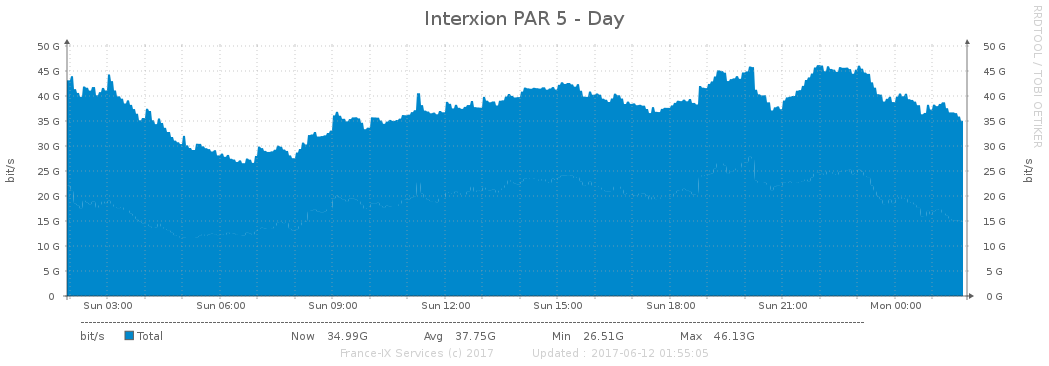 Interxion PAR 5 - Day
RRDTOOL / TOBI OETIKER
50 G 50 G
45 G 45 G
40 G 40 G
35 G 35 G
30 G 30 G
25 G 25 G
20 G 20 G
15 G 15 G
10 G 10 G
5 G 5 G
0 0 G
bit/s
bit/s
Sun 03:00 Sun 06:00 Sun 09:00 Sun 12:00 Sun 15:00 Sun 18:00 Sun 21:00 Mon 00:00
bit/s Total Now 34.99G Avg 37.75G Min 26.51G Max 46.13G
France-IX Services (c) 2017 Updated : 2017-06-12 01:55:05